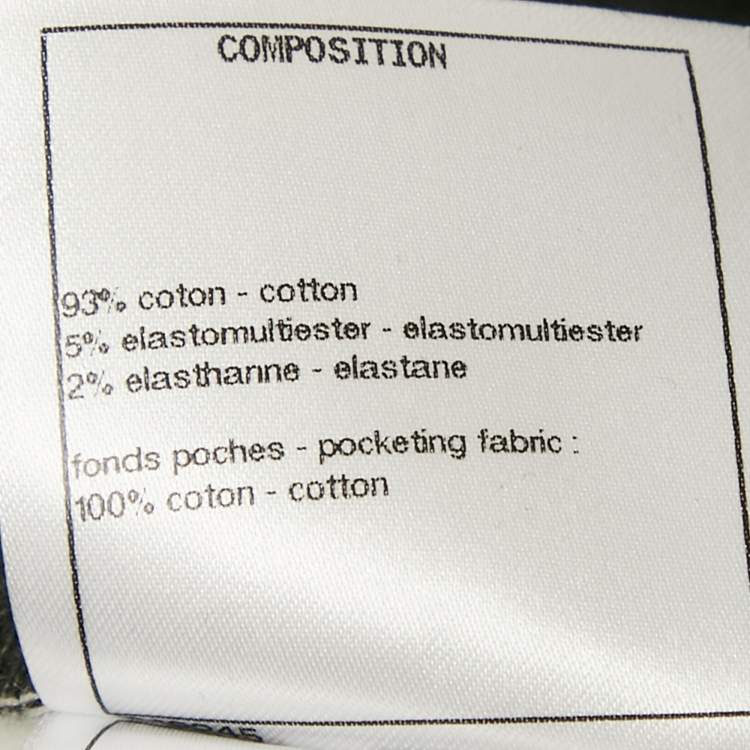 COMPOSITION
93% coton - cotton
5% elastomultiester - elastomultiester
2% elasthanne - elastane
fonds poches - pocketing fabric :
100% coton - cotton